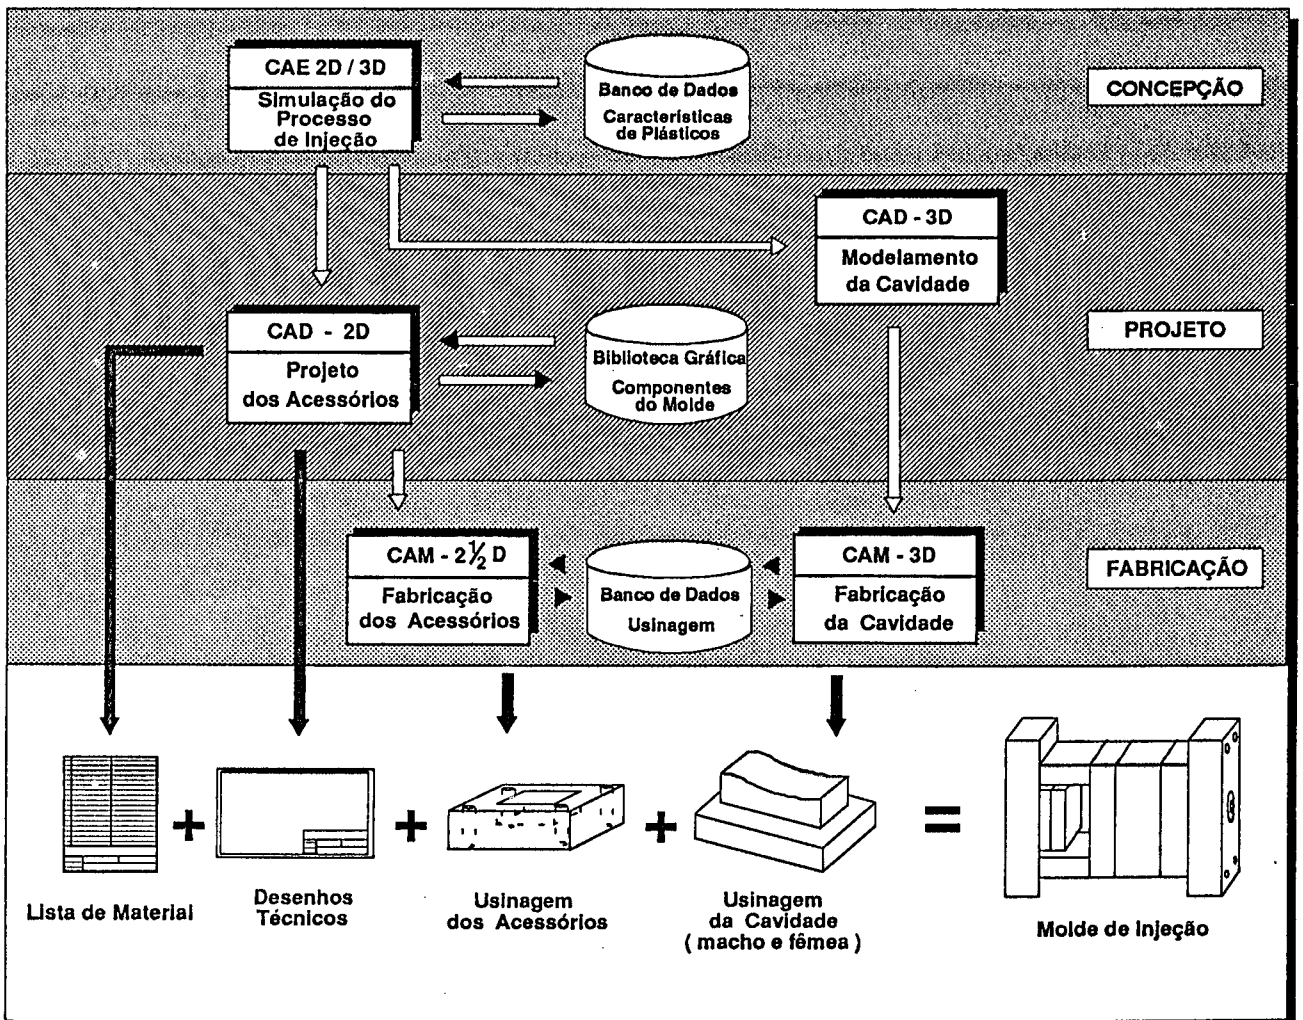 CAE 2D / 3D
Simulação do
Processo
de Injeção
Banco de Dados
Características
de Plásticos
CONCEPÇÃO
CAD - 3D
Modelamento
da Cavidade
CAD - 2D
Projeto
dos Acessórios
Biblioteca Gráfica
Componentes
do Molde
PROJETO
CAM - 2½ D
Fabricação
dos Acessórios
Banco de Dados
Usinagem
CAM - 3D
Fabricação
da Cavidade
FABRICAÇÃO
+
+
+
=
Lista de Material
Desenhos
Técnicos
Usinagem
dos Acessórios
Usinagem
da Cavidade
( macho e fêmea )
Molde de Injeção